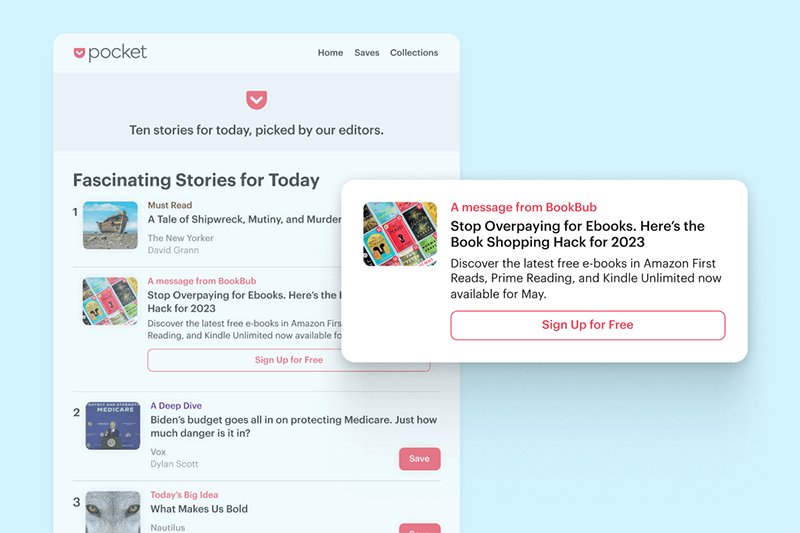 pocket
Home Saves Collections
Ten stories for today, picked by our editors.
Fascinating Stories for Today
1
Must Read
A Tale of Shipwreck, Mutiny, and Murder
The New Yorker
David Grann
A message from BookBub
Stop Overpaying for Ebooks. Here's the
Hack for 2023
Discover the latest free e-books in Amazon First
Reading, and Kindle Unlimited now available fo
Sign Up for Free
A message from BookBub
Stop Overpaying for Ebooks. Here's the
Book Shopping Hack for 2023
Discover the latest free e-books in Amazon First
Reads, Prime Reading, and Kindle Unlimited now
available for May.
Sign Up for Free
2
MEDICARE
A Deep Dive
Biden's budget goes all in on protecting Medicare. Just how
much danger is it in?
Vox
Dylan Scott
Save
3
Today's Big Idea
What Makes Us Bold
Nautilus